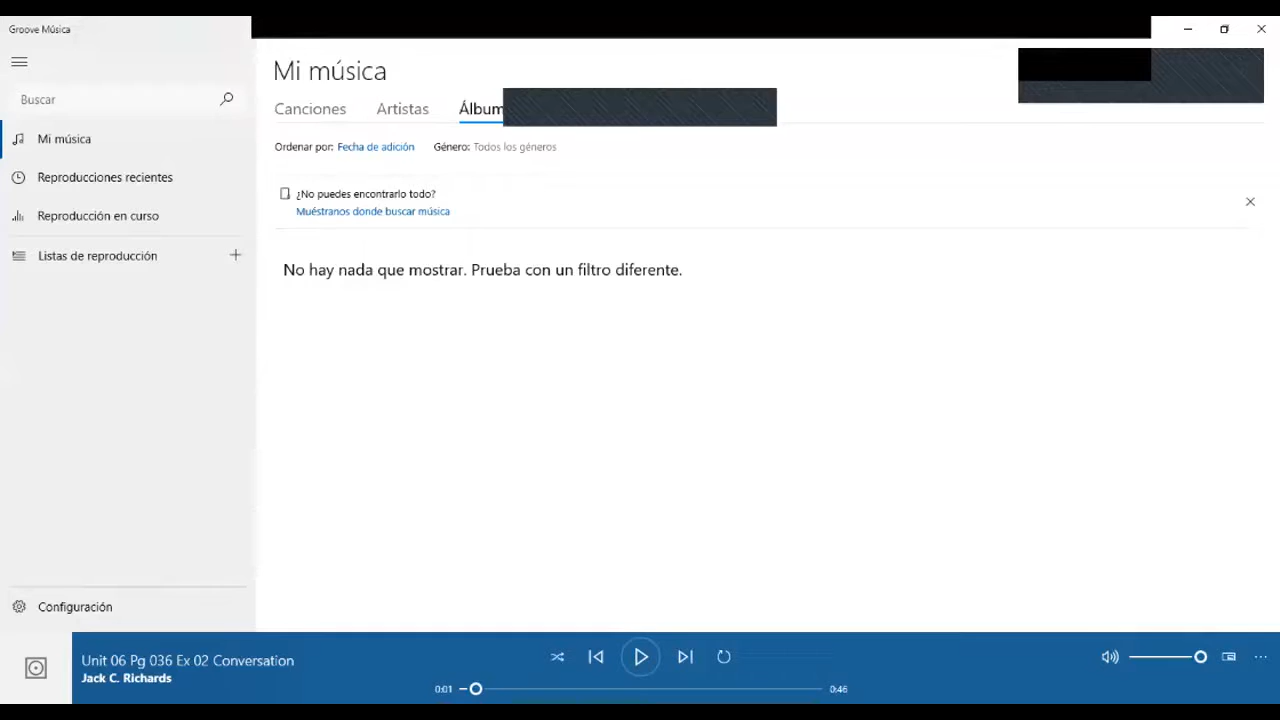 Groove Música
Buscar
Mi música
Reproducciones recientes
Reproducción en curso
Listas de reproducción
Configuración
Mi música
Canciones Artistas Álbum
Ordenar por: Fecha de adición Género: Todos los géneros
¿No puedes encontrarlo todo?
Muéstranos donde buscar música
No hay nada que mostrar. Prueba con un filtro diferente.
Unit 06 Pg 036 Ex 02 Conversation
Jack C. Richards
0:01 0:46